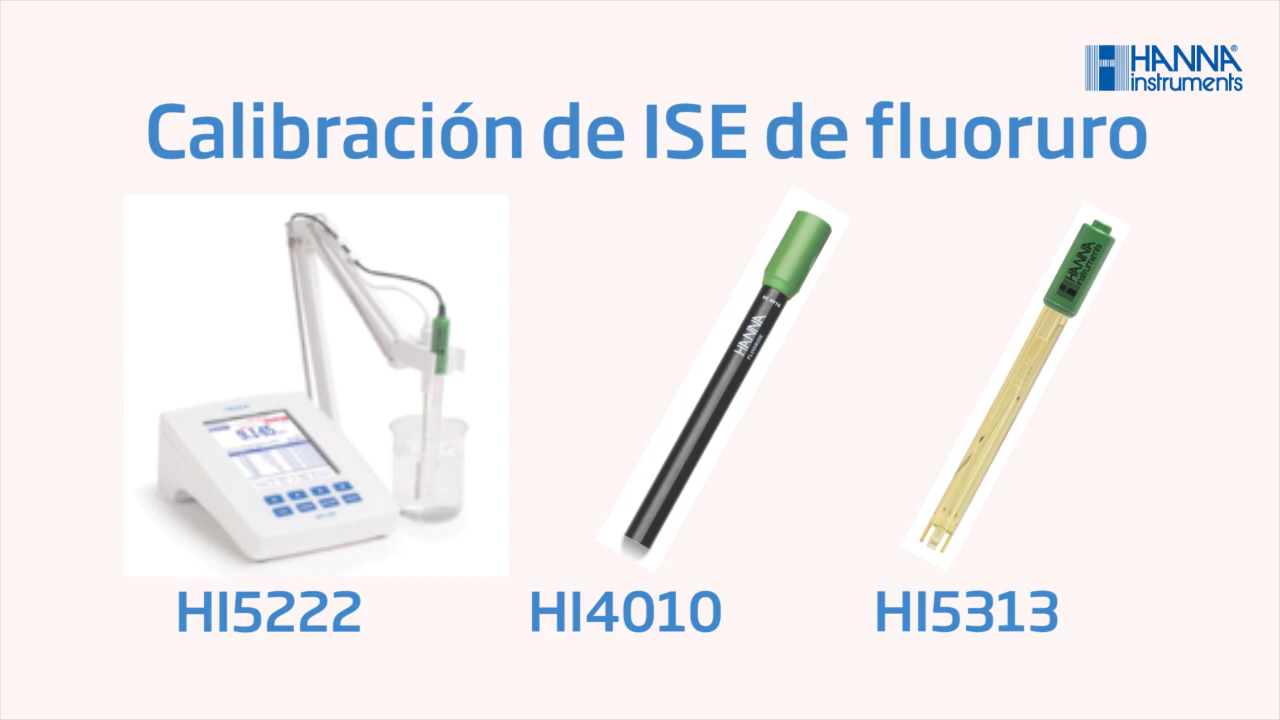 HANNA®
instruments
Calibración de ISE de fluoruro
HANNA
HANNA
instruments
HI5222
HI4010
HI5313